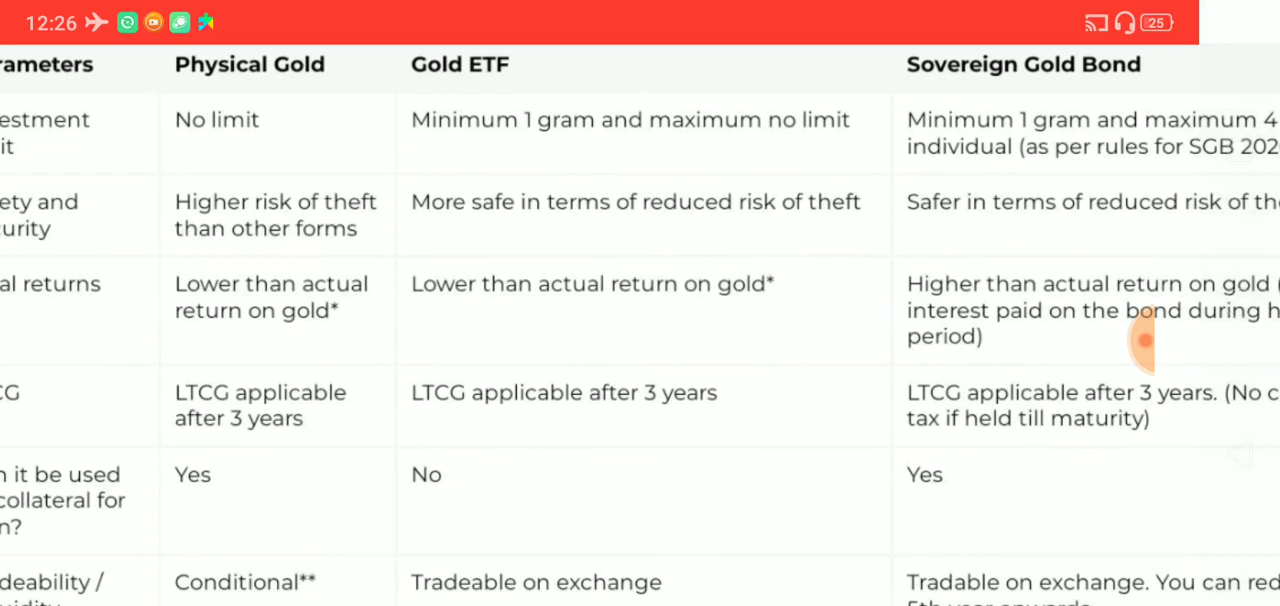 12:26
25
rameters Physical Gold Gold ETF Sovereign Gold Bond
estment No limit Minimum 1 gram and maximum no limit Minimum 1 gram and maximum 4
it individual (as per rules for SGB 202
ety and Higher risk of theft More safe in terms of reduced risk of theft Safer in terms of reduced risk of th
urity than other forms
al returns Lower than actual Lower than actual return on gold* Higher than actual return on gold (
return on gold* interest paid on the bond during h
period)
CG LTCG applicable LTCG applicable after 3 years LTCG applicable after 3 years. (No c
after 3 years tax if held till maturity)
n it be used Yes No Yes
collateral for
n?
deability / Conditional** Tradeable on exchange Tradable on exchange. You can red
5th year onwards